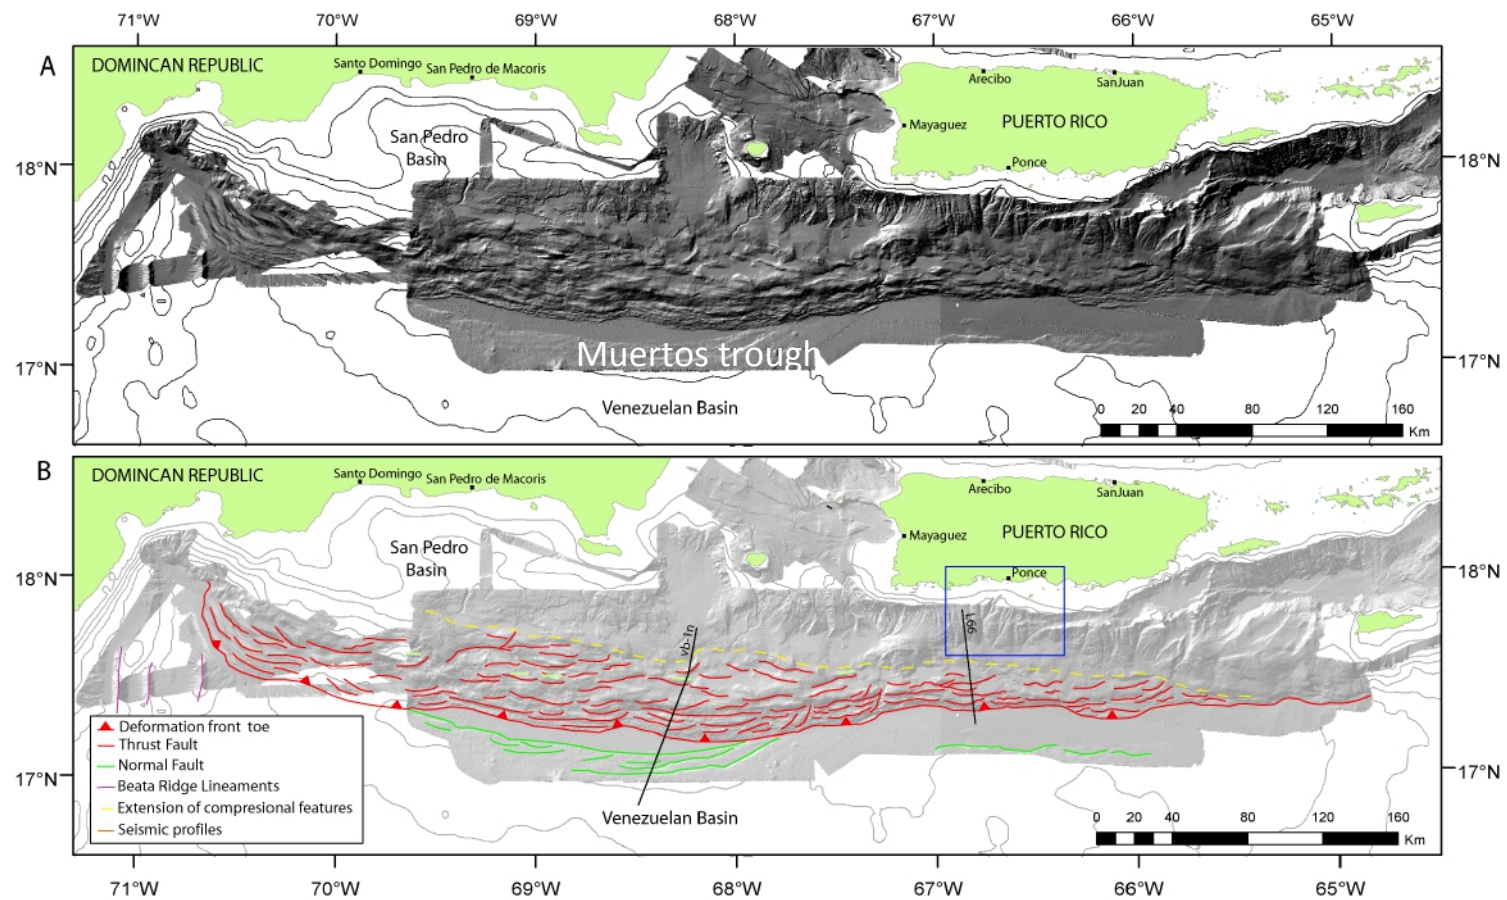 71°W 70°W 69°W 68°W 67°W 66°W 65°W
A
DOMINCAN REPUBLIC
Santo Domingo
San Pedro de Macoris
Arecibo
SanJuan
San Pedro
Basin
Mayaguez
PUERTO RICO
Ponce
18°N
18°N
17°N
17°N
Muertos trough
Venezuelan Basin
0 20 40 80 120 160
Km
B
DOMINCAN REPUBLIC
Santo Domingo
San Pedro de Macoris
Arecibo
SanJuan
San Pedro
Basin
Mayaguez
PUERTO RICO
Ponce
18°N
18°N
L66
vb-1n
Deformation front toe
Thrust Fault
Normal Fault
Beata Ridge Lineaments
Extension of compresional features
Seismic profiles
17°N
17°N
Venezuelan Basin
0 20 40 80 120 160
Km
71°W 70°W 69°W 68°W 67°W 66°W 65°W